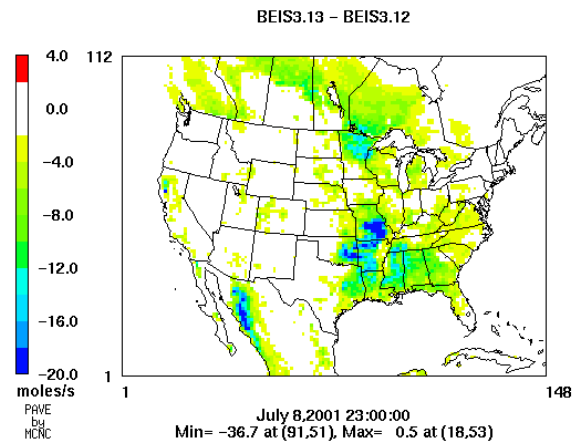 BEIS3.13 – BEIS3.12
4.0
0.0
−4.0
−8.0
−12.0
−16.0
−20.0
moles/s
PAVE
by
MCNC
112
1
1
148
July 8,2001 23:00:00
Min= −36.7 at (91,51), Max= 0.5 at (18,53)